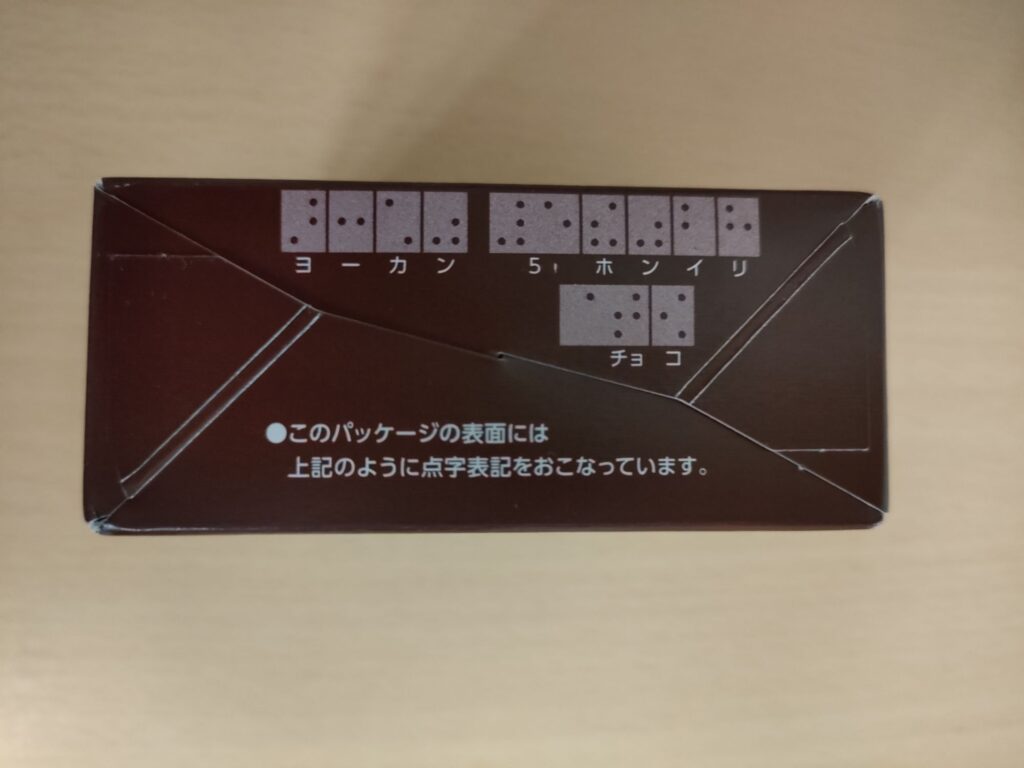 ヨーカン 5 ホンイリ
チョコ
●このパッケージの表面には
上記のように点字表記をおこなっています。